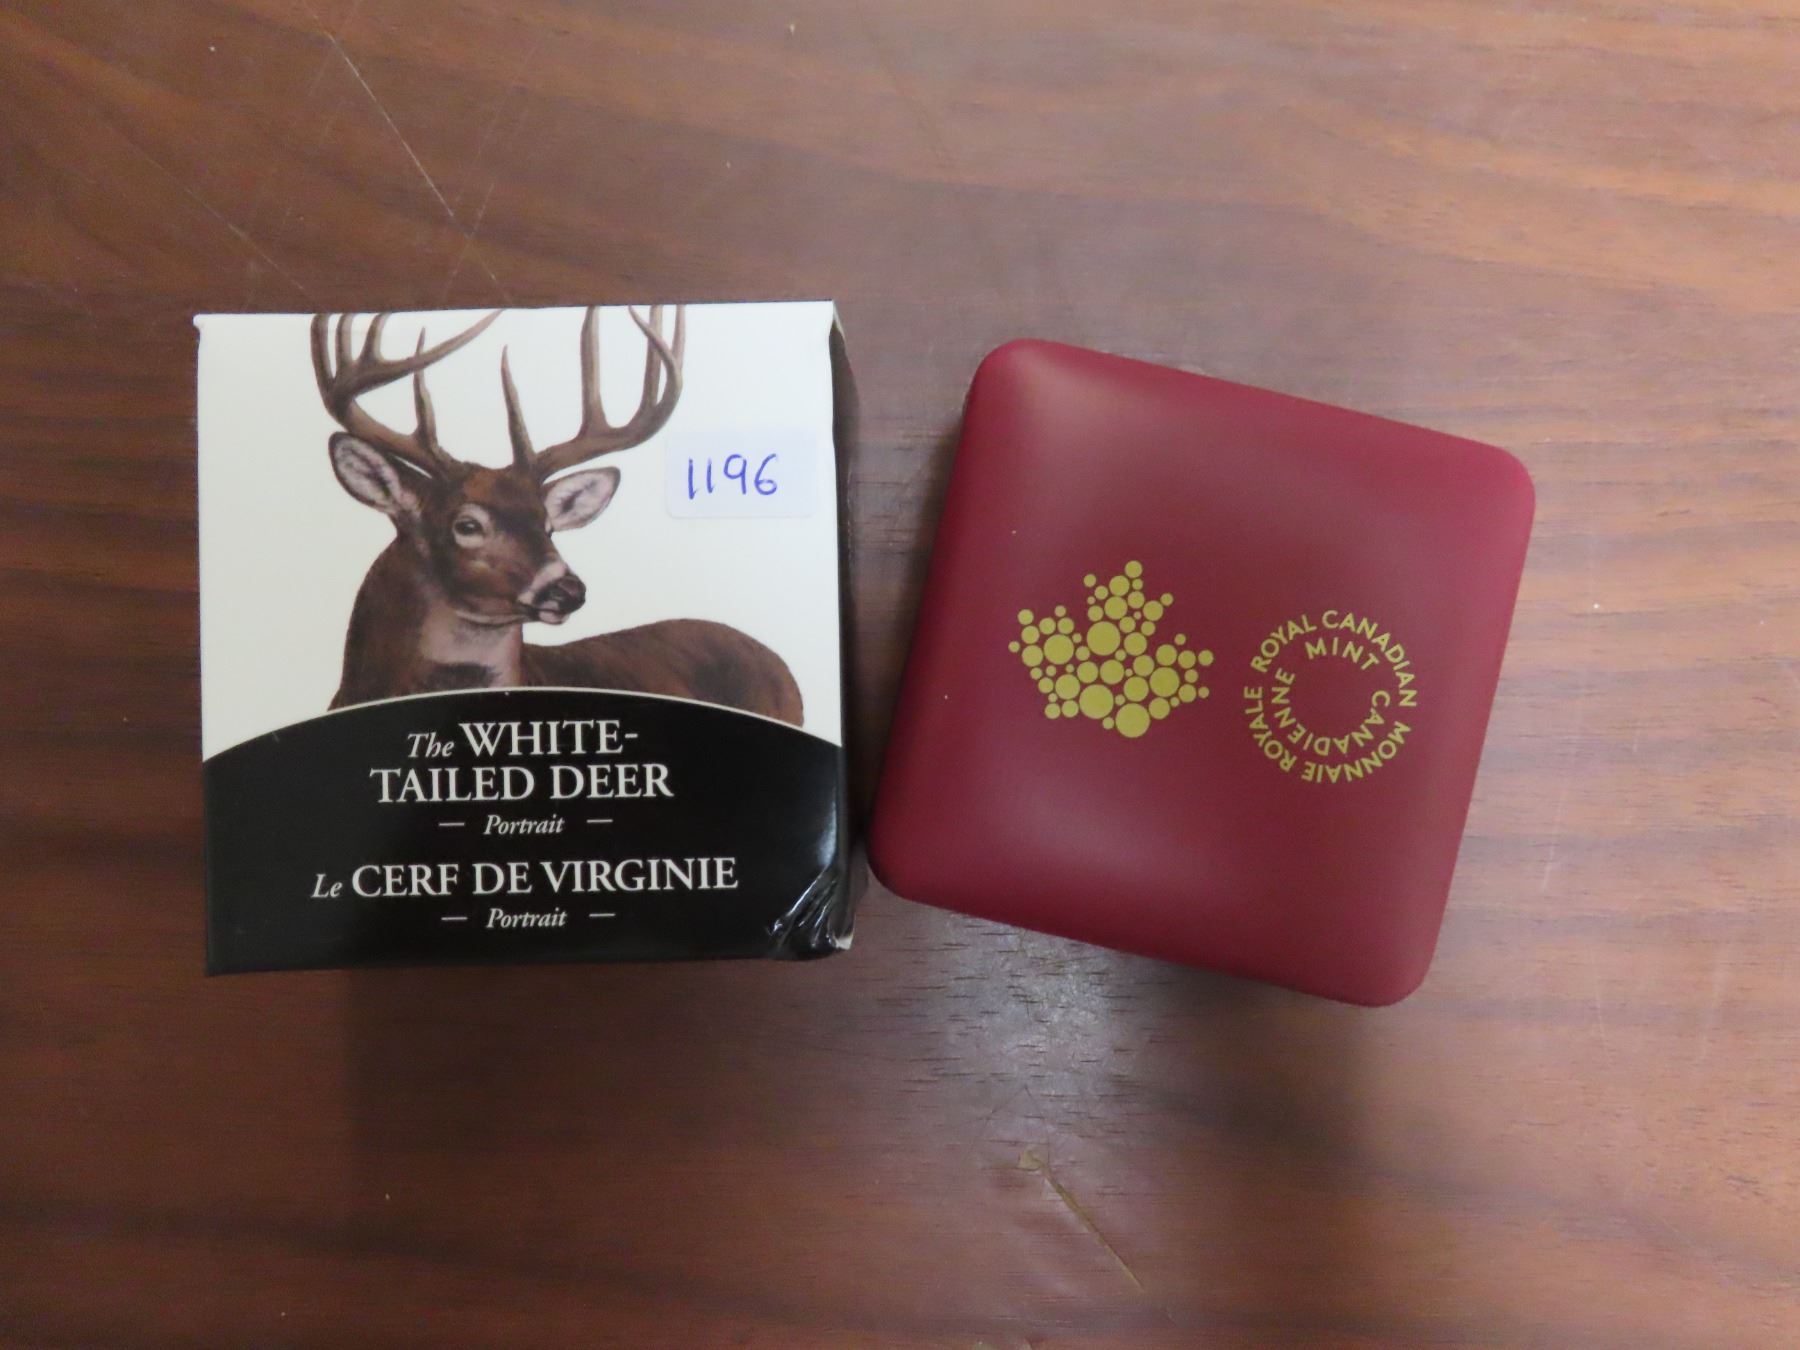 1196
The WHITE-
TAILED DEER
— Portrait —
Le CERF DE VIRGINIE
— Portrait —
ROYAL CANADIAN MINT
MONNAIE ROYALE CANADIENNE